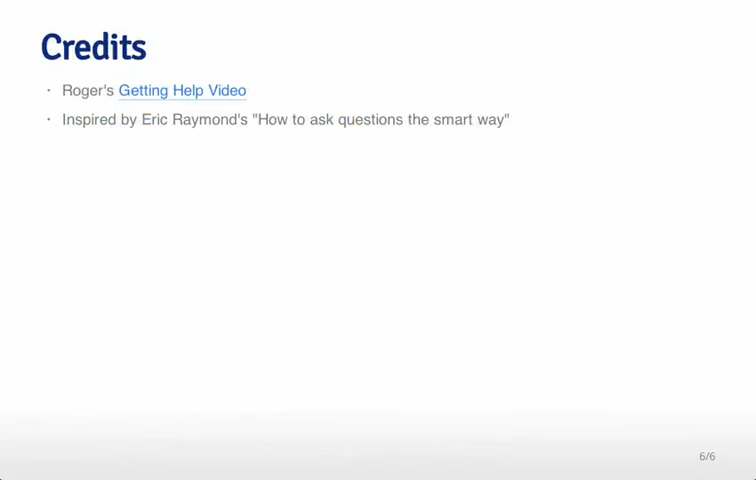 Credits
· Roger's Getting Help Video
· Inspired by Eric Raymond's "How to ask questions the smart way"
6/6